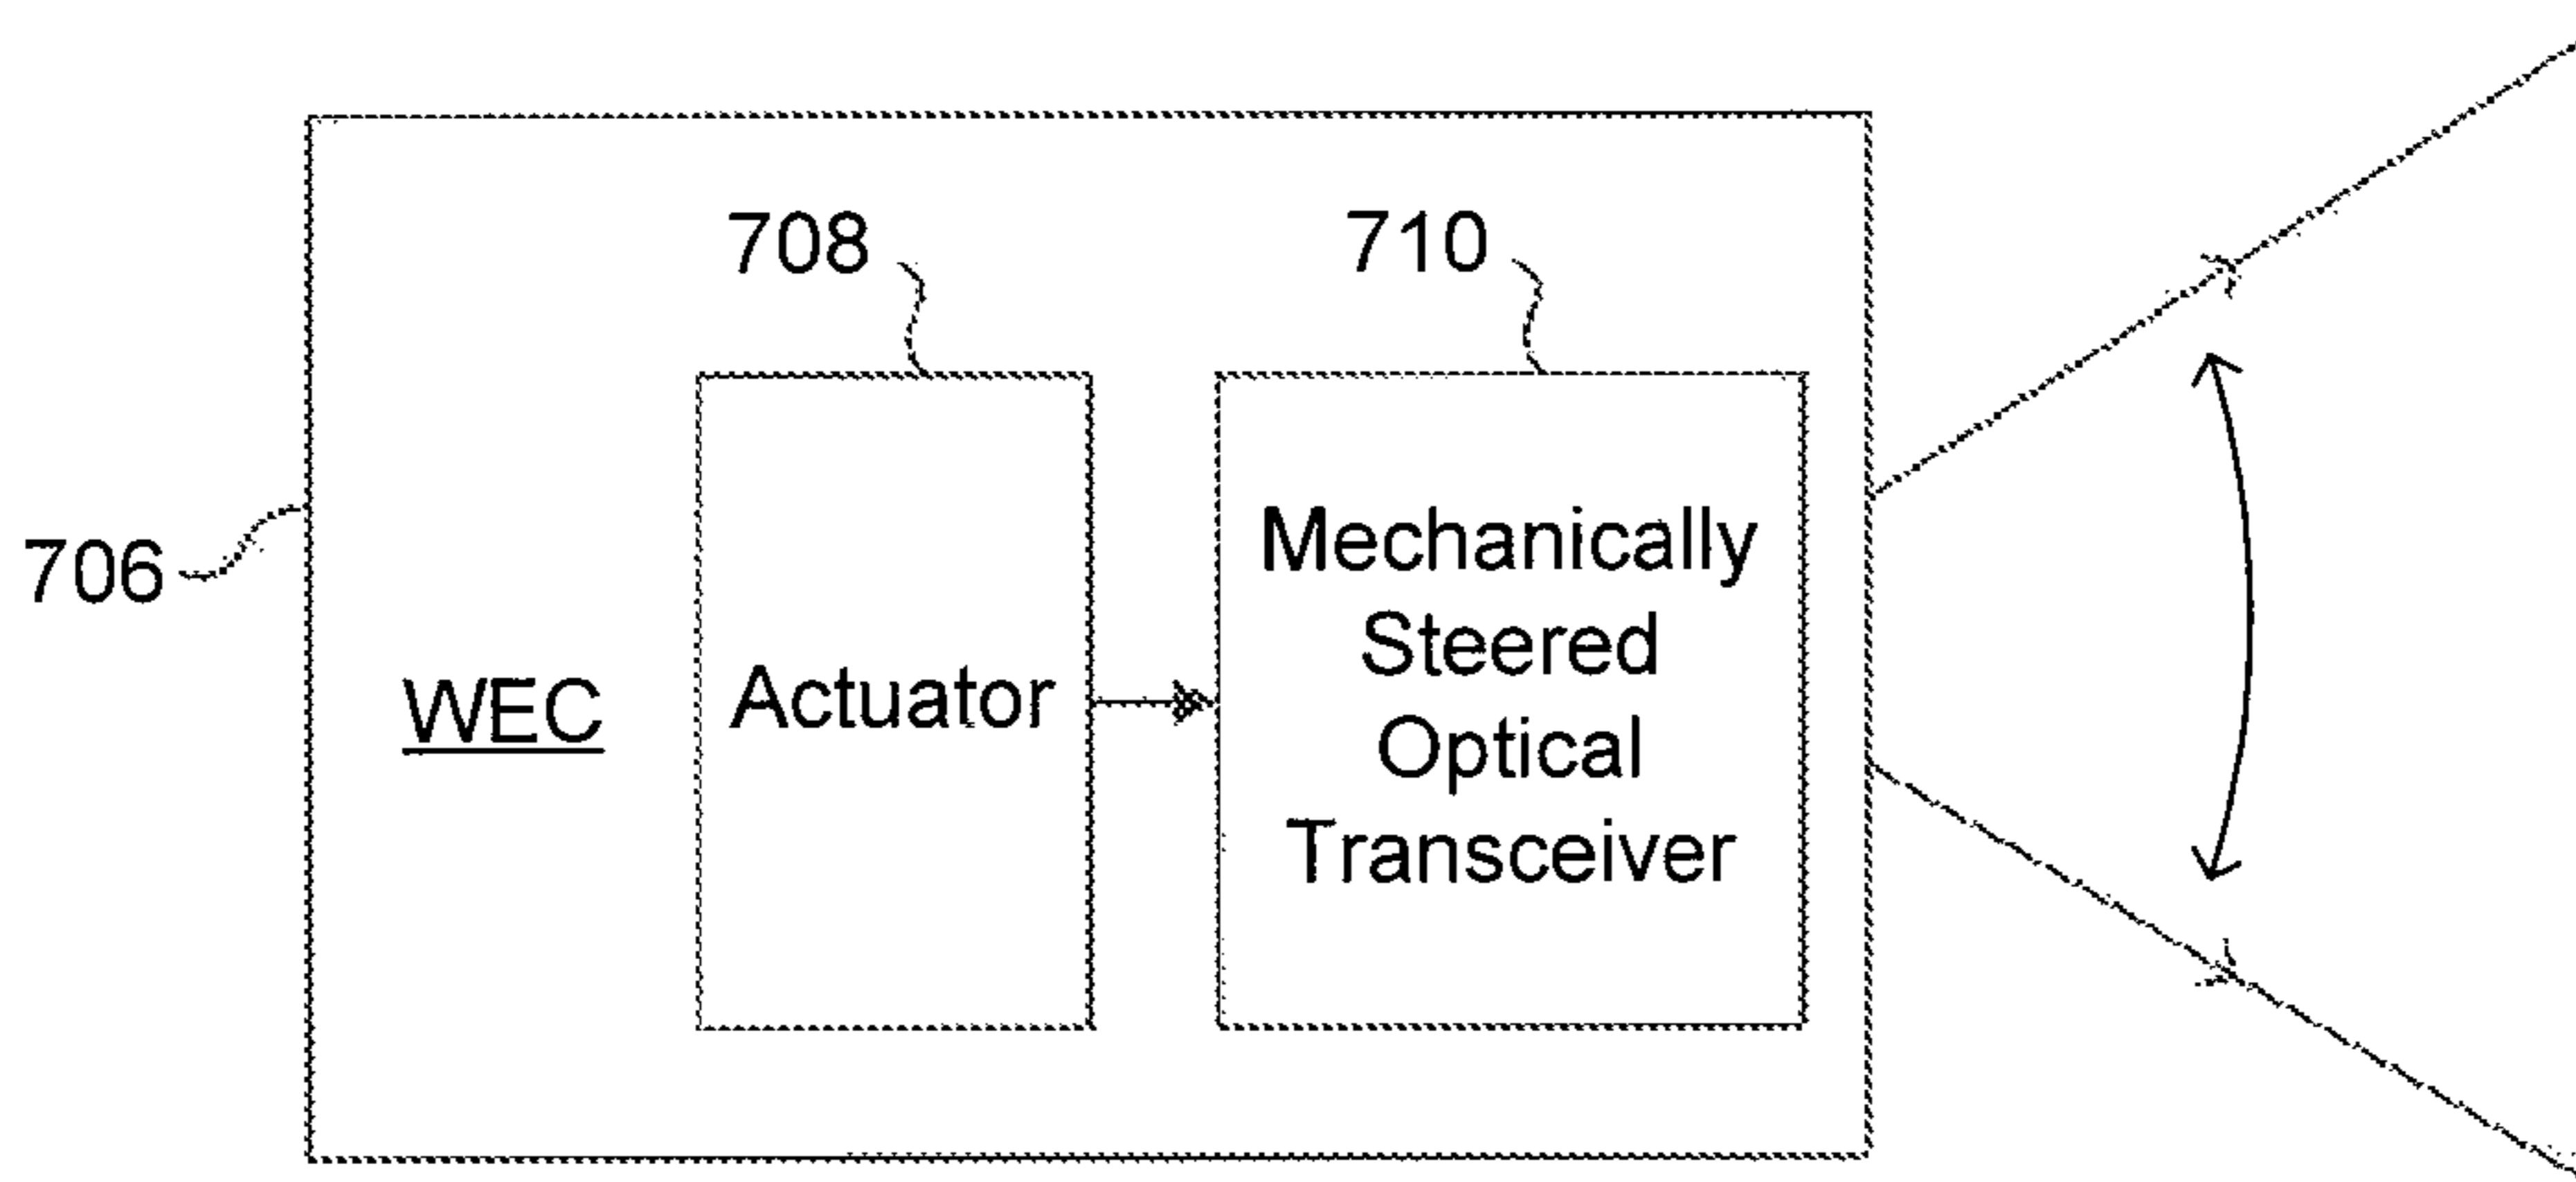 708
710
706
WEC
Actuator
Mechanically
Steered
Optical
Transceiver